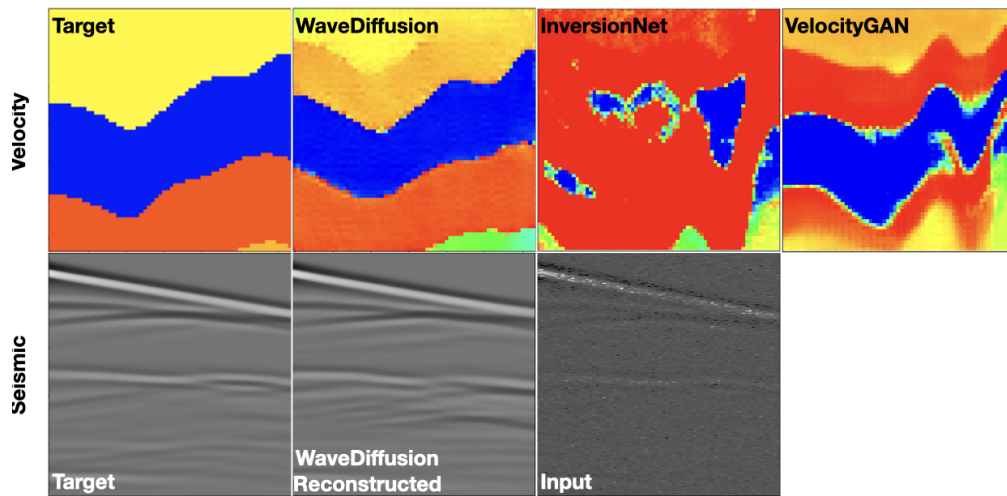 Target
WaveDiffusion
InversionNet
VelocityGAN
Velocity
Seismic
Target
WaveDiffusion
Reconstructed
Input